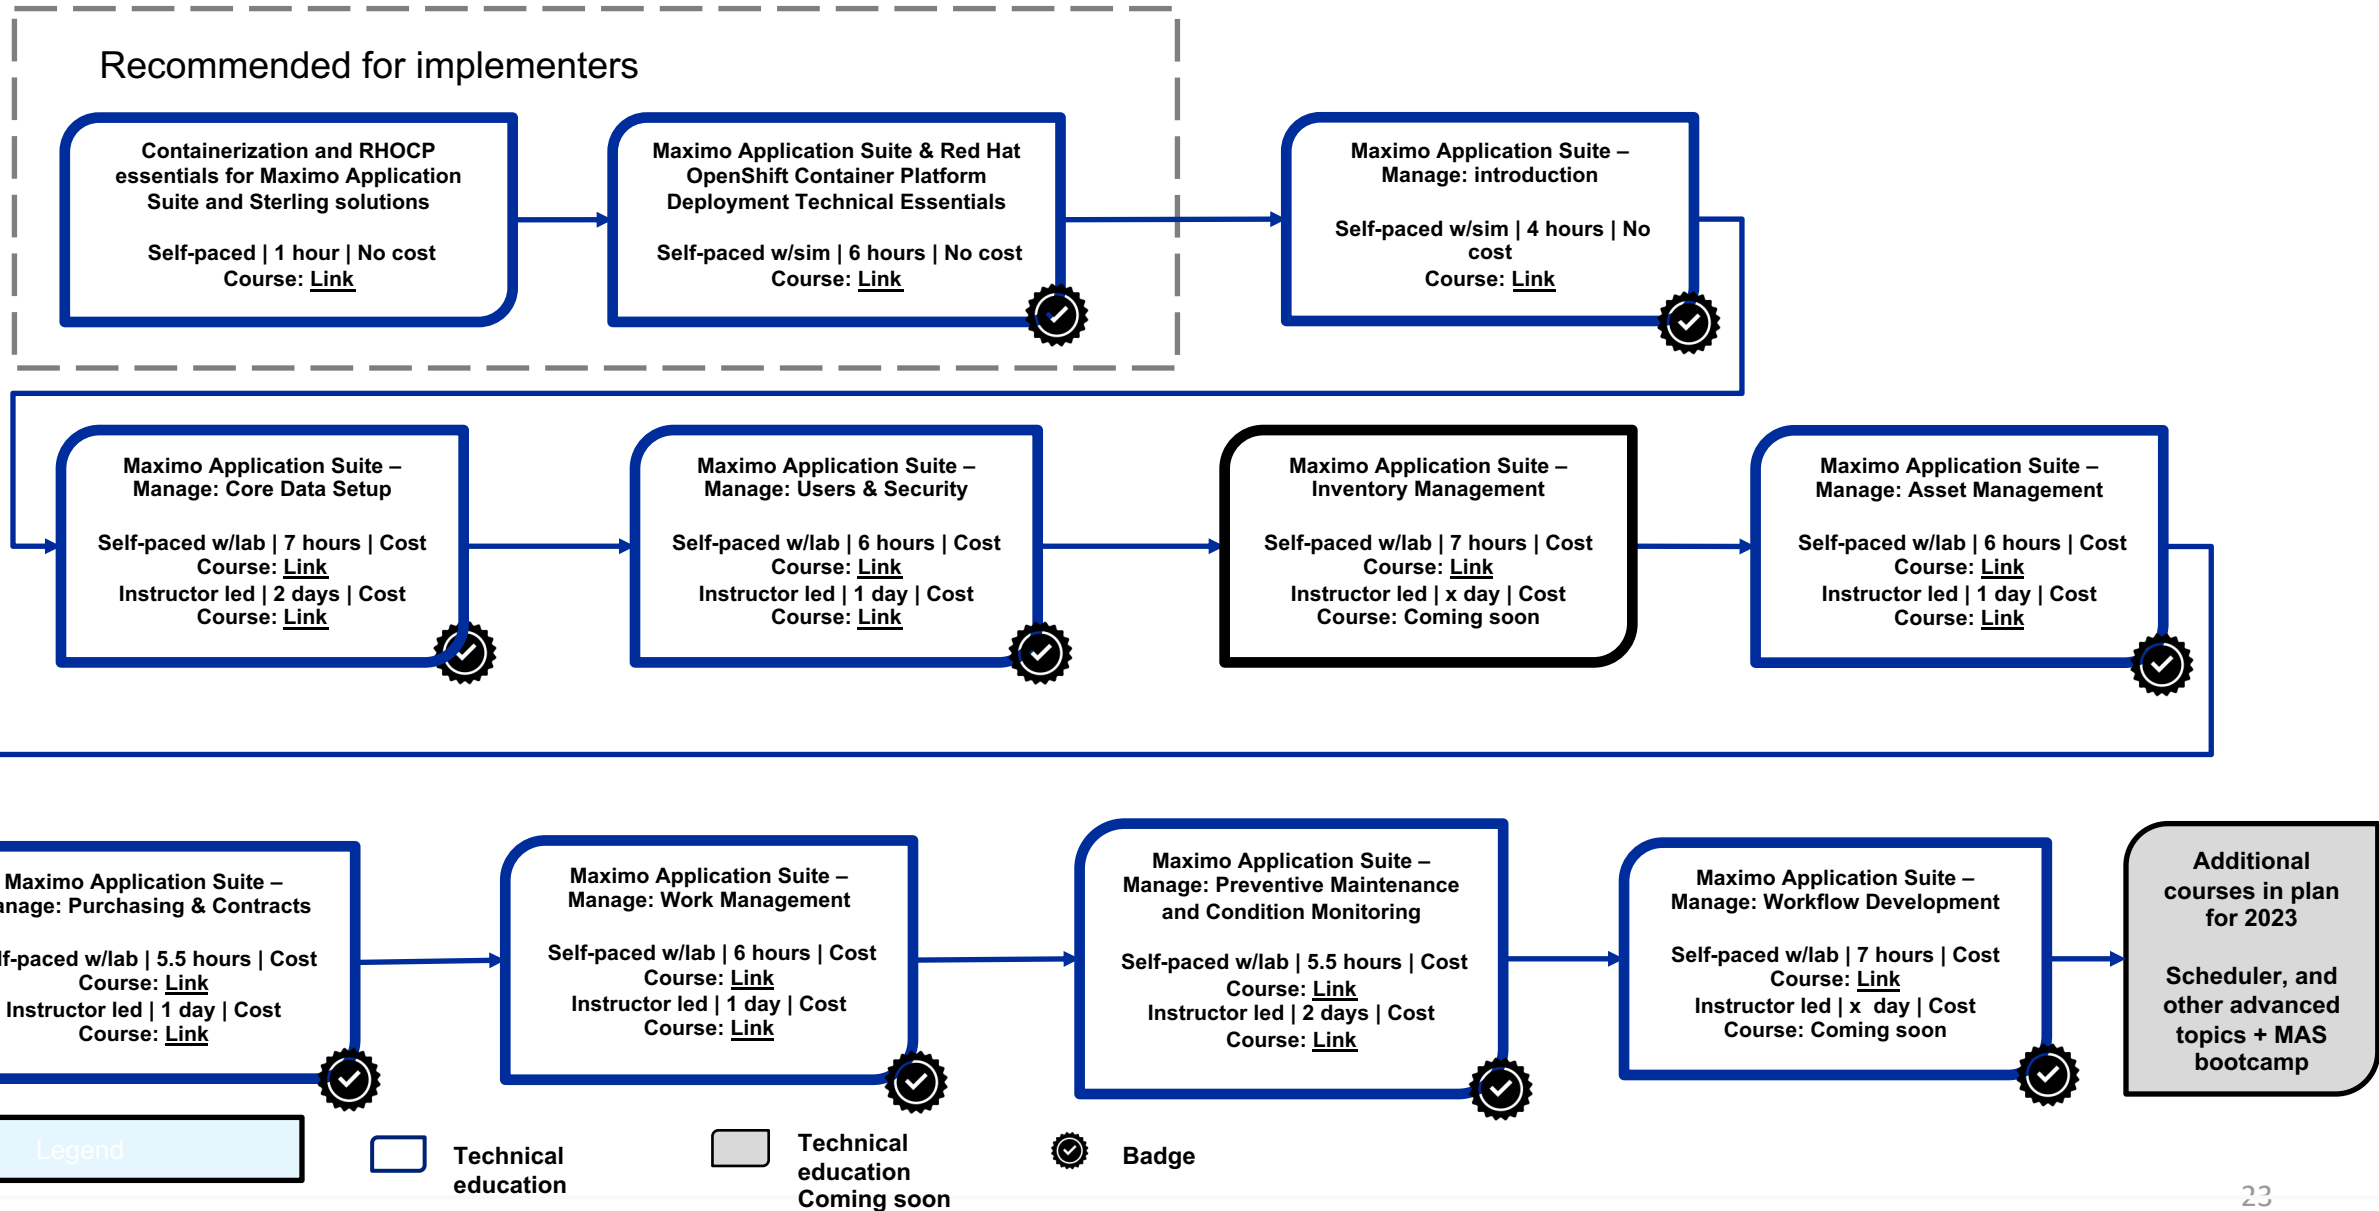 Recommended for implementers
Containerization and RHOCP
essentials for Maximo Application
Suite and Sterling solutions
Self-paced | 1 hour | No cost
Course: Link
Maximo Application Suite & Red Hat
OpenShift Container Platform
Deployment Technical Essentials
Self-paced w/sim | 6 hours | No cost
Course: Link
Maximo Application Suite –
Manage: introduction
Self-paced w/sim | 4 hours | No
cost
Course: Link
Maximo Application Suite –
Manage: Core Data Setup
Self-paced w/lab | 7 hours | Cost
Course: Link
Instructor led | 2 days | Cost
Course: Link
Maximo Application Suite –
Manage: Users & Security
Self-paced w/lab | 6 hours | Cost
Course: Link
Instructor led | 1 day | Cost
Course: Link
Maximo Application Suite –
Inventory Management
Self-paced w/lab | 7 hours | Cost
Course: Link
Instructor led | x day | Cost
Course: Coming soon
Maximo Application Suite –
Manage: Asset Management
Self-paced w/lab | 6 hours | Cost
Course: Link
Instructor led | 1 day | Cost
Course: Link
Maximo Application Suite –
anage: Purchasing & Contracts
lf-paced w/lab | 5.5 hours | Cost
Course: Link
Instructor led | 1 day | Cost
Course: Link
Maximo Application Suite –
Manage: Work Management
Self-paced w/lab | 6 hours | Cost
Course: Link
Instructor led | 1 day | Cost
Course: Link
Maximo Application Suite –
Manage: Preventive Maintenance
and Condition Monitoring
Self-paced w/lab | 5.5 hours | Cost
Course: Link
Instructor led | 2 days | Cost
Course: Link
Maximo Application Suite –
Manage: Workflow Development
Self-paced w/lab | 7 hours | Cost
Course: Link
Instructor led | x  day | Cost
Course: Coming soon
Additional
courses in plan
for 2023
Scheduler, and
other advanced
topics + MAS
bootcamp
Legend
Technical
education
Technical
education
Coming soon
Badge
23